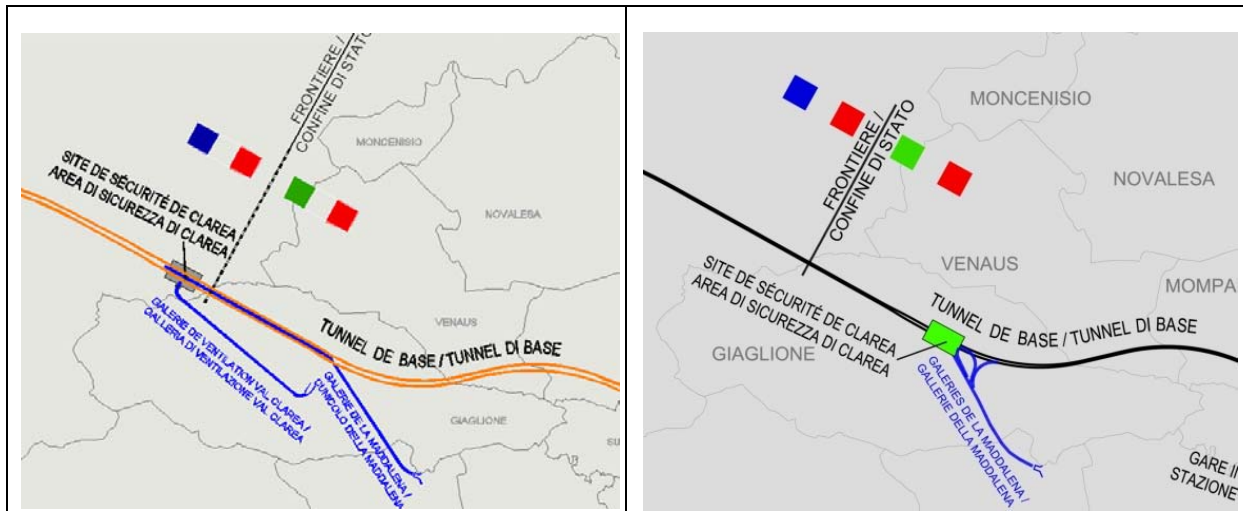 FRONTIERE /
CONFINE DI STATO
MONCENISIO
SITE DE SÉCURITÉ DE CLAREA
AREA DI SICUREZZA DI CLAREA
NOVALESA
VENAUS
TUNNEL DE BASE / TUNNEL DI BASE
GALERIE DE VENTILATION VAL CLAREA /
GALLERIA DI VENTILAZIONE VAL CLAREA
GALERIE DE LA MADDALENA /
CUNICOLO DELLA MADDALENA
GIAGLIONE
SU
FRONTIERE /
CONFINE DI STATO
MONCENISIO
NOVALESA
VENAUS
MOMPA
SITE DE SÉCURITÉ DE CLAREA
AREA DI SICUREZZA DI CLAREA
TUNNEL DE BASE / TUNNEL DI BASE
GIAGLIONE
GALERIES DE LA MADDALENA /
GALLERIE DELLA MADDALENA
GARE II
STAZIONE